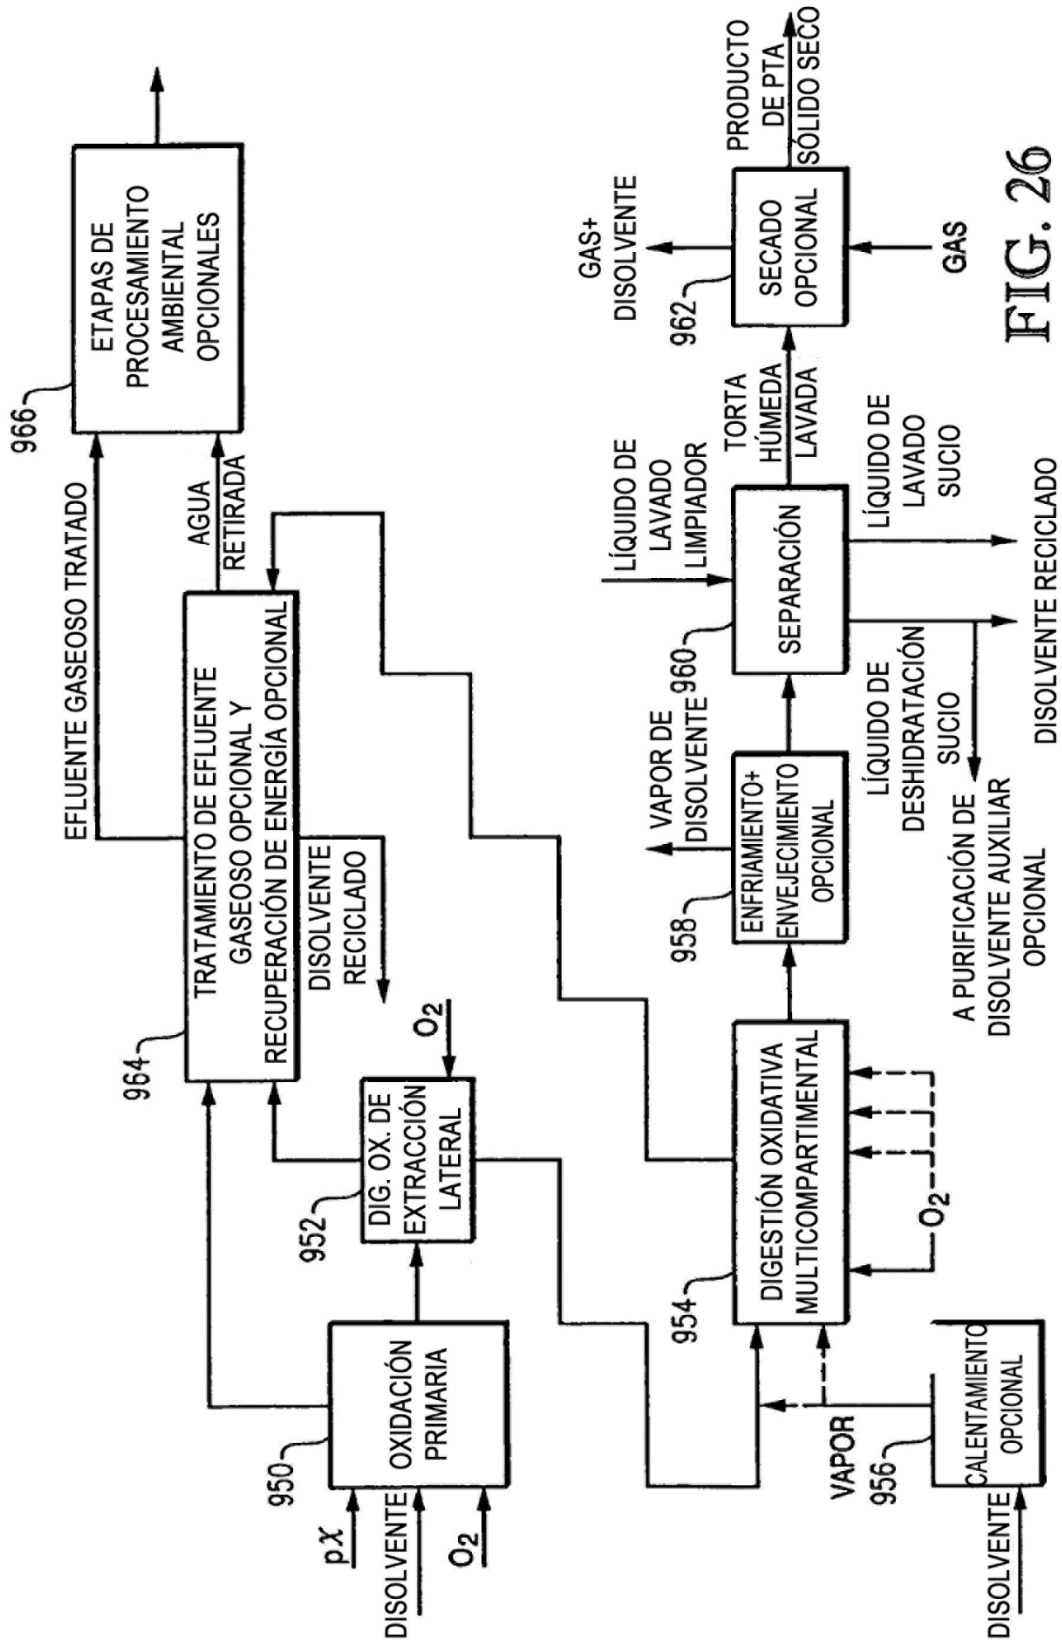 966
ETAPAS DE
PROCESAMIENTO
AMBIENTAL
OPCIONALES
EFLUENTE GASEOSO TRATADO
AGUA
RETIRADA
964
TRATAMIENTO DE EFLUENTE
GASEOSO OPCIONAL Y
RECUPERACIÓN DE ENERGÍA OPCIONAL
DISOLVENTE
RECICLADO
O2
952
DIG. OX. DE
EXTRACCIÓN
LATERAL
950
OXIDACIÓN
PRIMARIA
pX
DISOLVENTE
O2
DISOLVENTE
956
CALENTAMIENTO
OPCIONAL
VAPOR
954
DIGESTIÓN OXIDATIVA
MULTICOMPARTIMENTAL
O2
958
ENFRIAMIENTO+
ENVEJECIMIENTO
OPCIONAL
VAPOR DE
DISOLVENTE
960
SEPARACIÓN
LÍQUIDO DE
LAVADO
LIMPIADOR
LÍQUIDO DE
DESHIDRATACIÓN
SUCIO
A PURIFICACIÓN DE
DISOLVENTE AUXILIAR
OPCIONAL
LÍQUIDO DE
LAVADO
SUCIO
DISOLVENTE RECICLADO
TORTA
HÚMEDA
LAVADA
962
SECADO
OPCIONAL
GAS+
DISOLVENTE
GAS
PRODUCTO
DE PTA
SÓLIDO SECO
FIG. 26